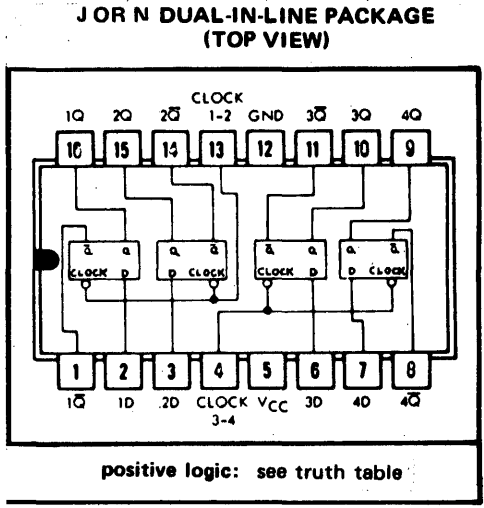 J OR N DUAL-IN-LINE PACKAGE
(TOP VIEW)
CLOCK
1Q 2Q 2Q̅ 1-2 GND 3Q̅ 3Q 4Q
16 15 14 13 12 11 10 9
Q̅ Q Q Q̅ Q̅ Q Q Q̅
CLOCK D D CLOCK CLOCK D D CLOCK
1 2 3 4 5 6 7 8
1Q̅ 1D 2D CLOCK VCC 3D 4D 4Q̅
3-4
positive logic: see truth table